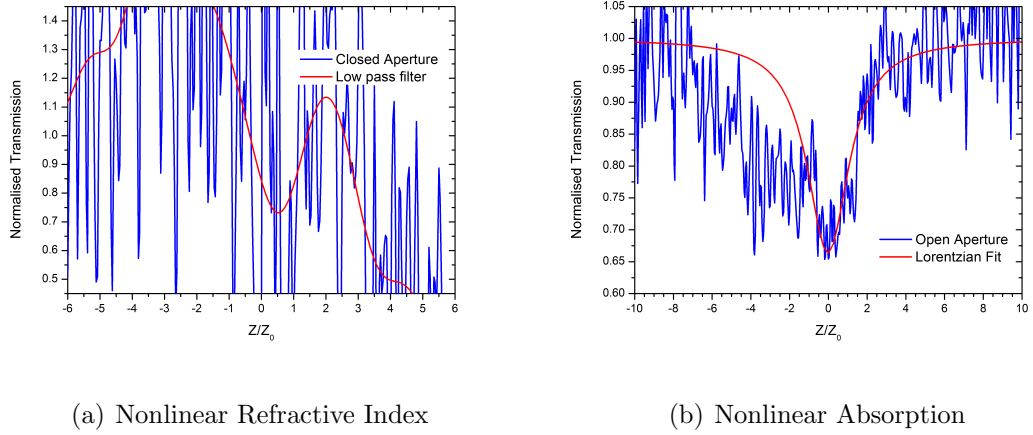 1.4
1.3
1.2
1.1
1.0
0.9
0.8
0.7
0.6
0.5
Normalised Transmission
Closed Aperture
Low pass filter
-6 -5 -4 -3 -2 -1 0 1 2 3 4 5 6
Z/Z0
(a) Nonlinear Refractive Index
1.05
1.00
0.95
0.90
0.85
0.80
0.75
0.70
0.65
0.60
Normalised Transmission
Open Aperture
Lorentzian Fit
-10 -8 -6 -4 -2 0 2 4 6 8 10
Z/Z0
(b) Nonlinear Absorption